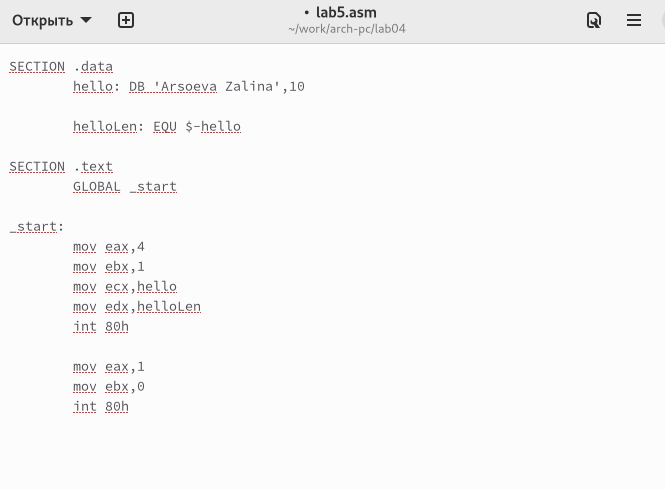 Открыть
• lab5.asm
~/work/arch-pc/lab04
SECTION .data
hello: DB 'Arsoeva Zalina',10
helloLen: EQU $-hello
SECTION .text
GLOBAL _start
_start:
mov eax,4
mov ebx,1
mov ecx,hello
mov edx,helloLen
int 80h
mov eax,1
mov ebx,0
int 80h